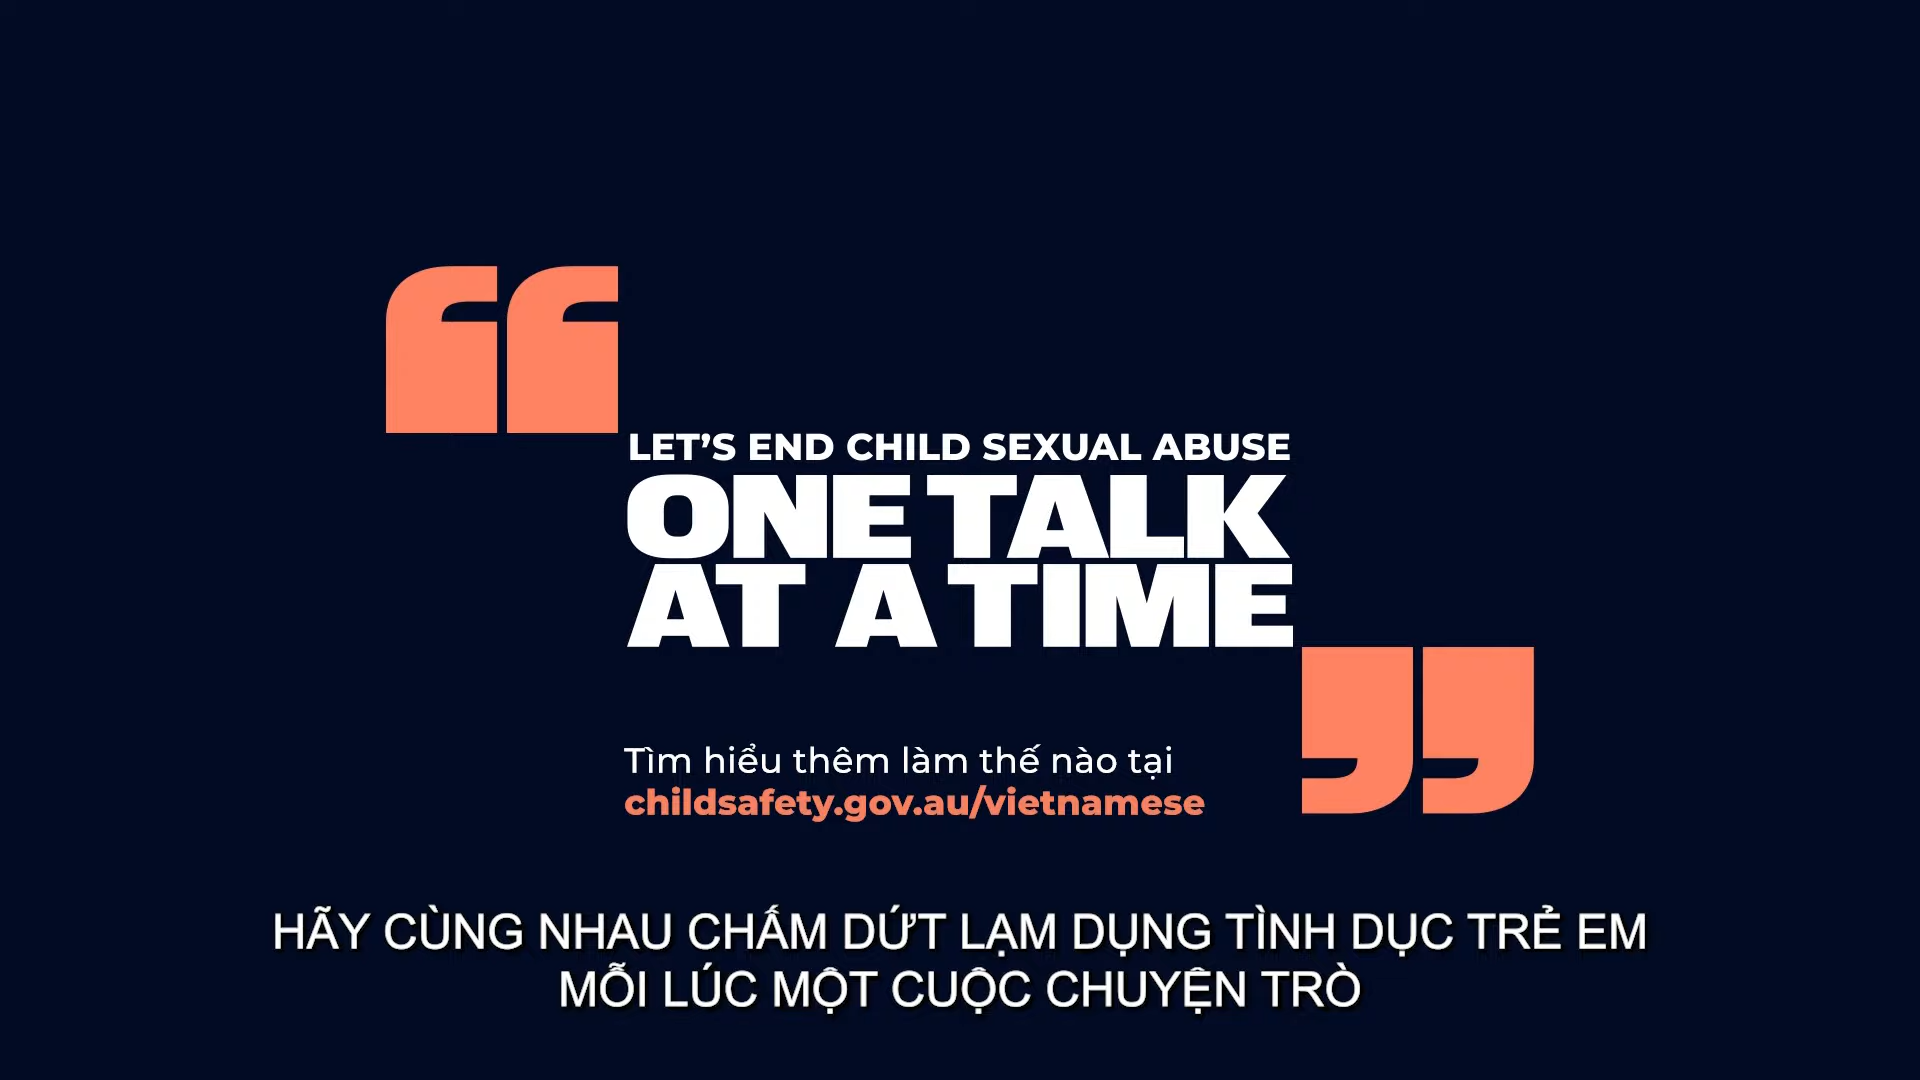 LET’S END CHILD SEXUAL ABUSE
ONE TALK
AT A TIME
Tìm hiểu thêm làm thế nào tại
childsafety.gov.au/vietnamese
HÃY CÙNG NHAU CHẤM DỨT LẠM DỤNG TÌNH DỤC TRẺ EM
MỖI LÚC MỘT CUỘC CHUYỆN TRÒ